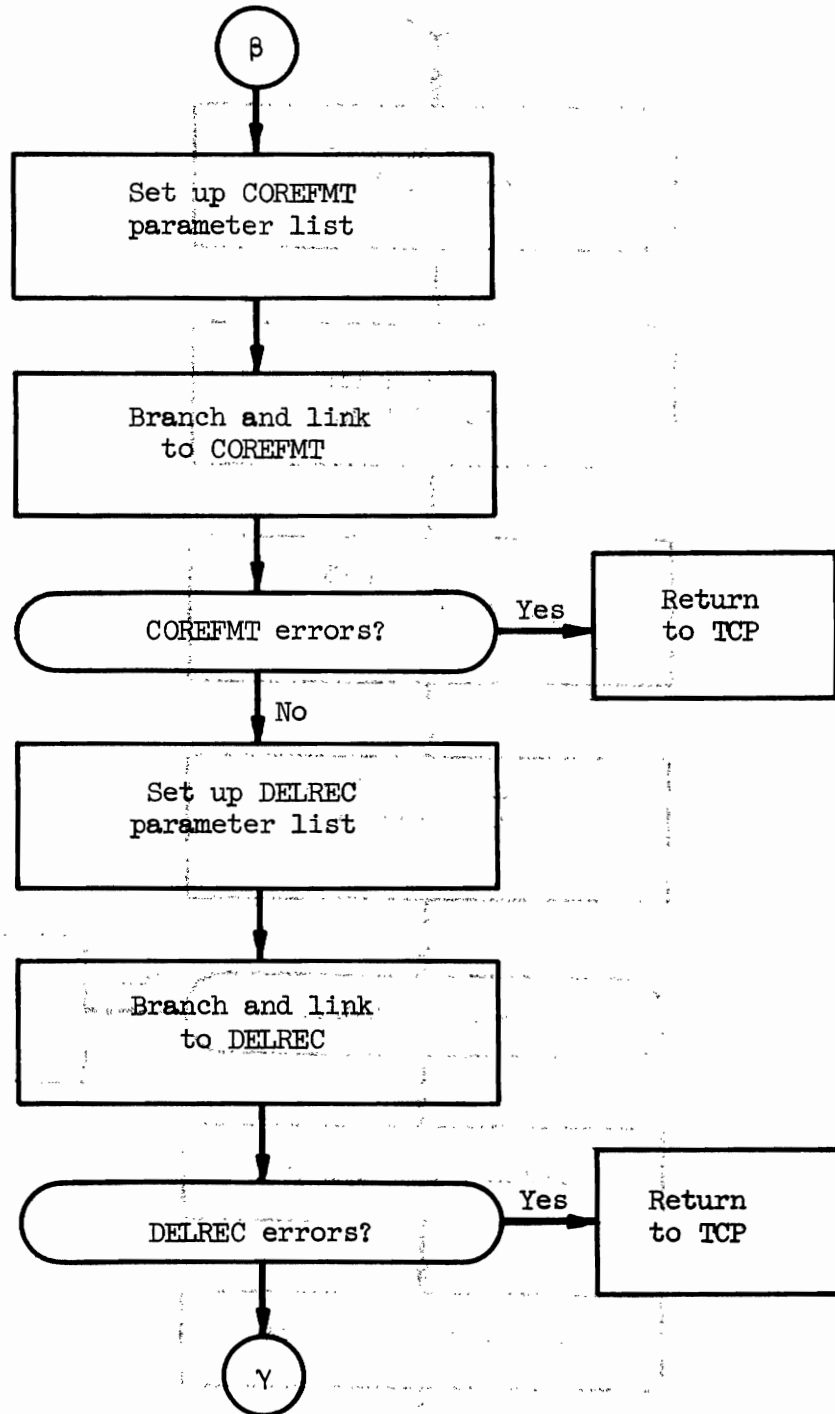 β
Set up COREFMT
parameter list
Branch and link
to COREFMT
COREFMT errors?
Yes
Return
to TCP
No
Set up DELREC
parameter list
Branch and link
to DELREC
DELREC errors?
Yes
Return
to TCP
γ